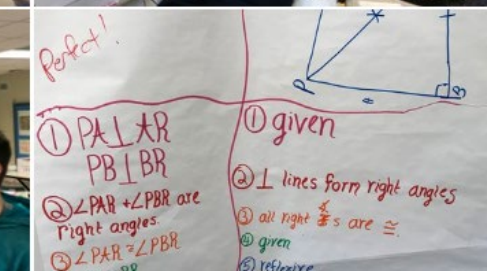 Perfect!
P
B
① PA⊥AR
PB⊥BR
② ∠PAR + ∠PBR are
right angles.
③ ∠PAR ≅ ∠PBR
① given
② ⊥ lines form right angles
③ all right ∡s are ≅.
④ given
⑤ reflexive